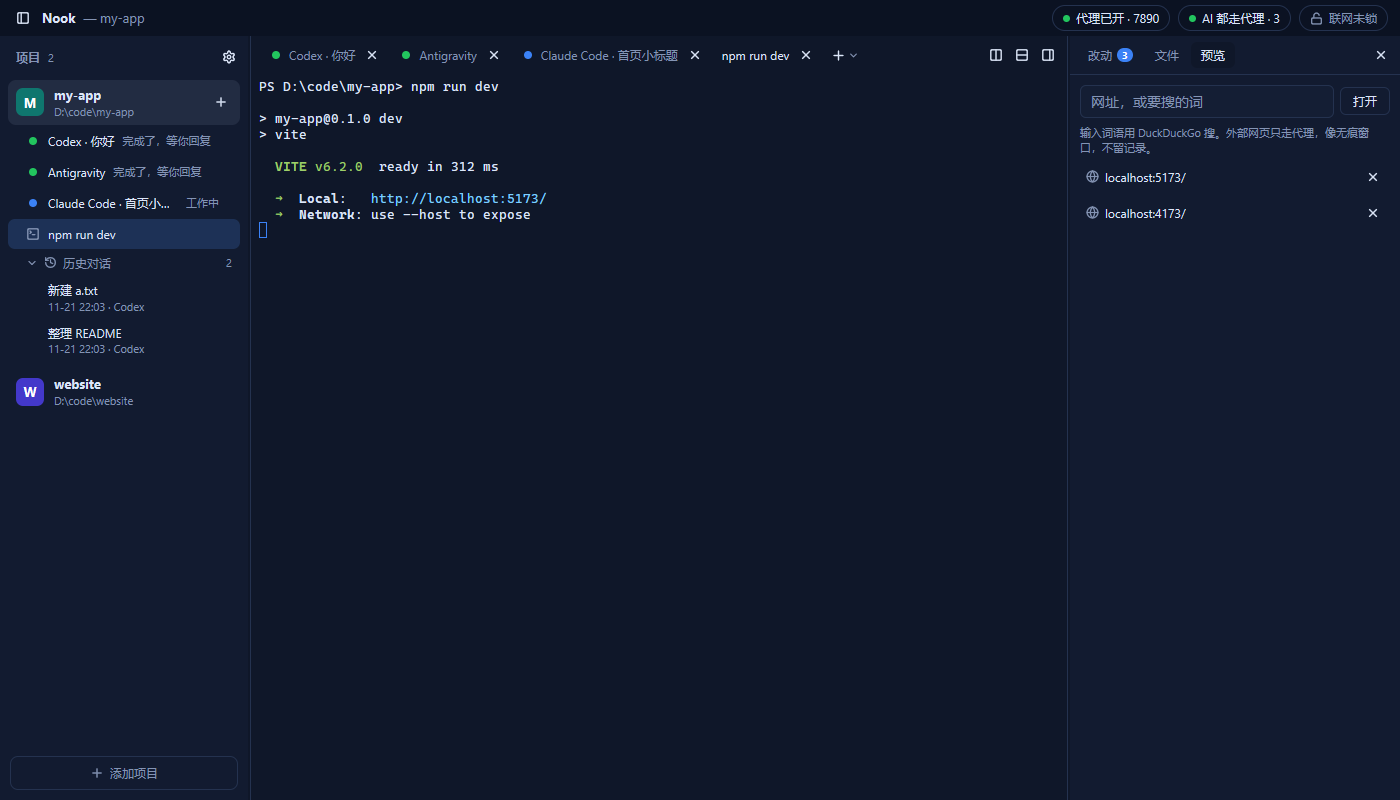 Nook — my-app
代理已开 · 7890
AI 都走代理 · 3
联网未锁
项目 2
M
my-app
D:\code\my-app
Codex · 你好 完成了，等你回复
Antigravity 完成了，等你回复
Claude Code · 首页小... 工作中
npm run dev
历史对话 2
新建 a.txt
11-21 22:03 · Codex
整理 README
11-21 22:03 · Codex
W
website
D:\code\website
添加项目
Codex · 你好
Antigravity
Claude Code · 首页小标题
npm run dev
PS D:\code\my-app> npm run dev
> my-app@0.1.0 dev
> vite
VITE v6.2.0 ready in 312 ms
➜ Local: http://localhost:5173/
➜ Network: use --host to expose
改动 3
文件
预览
网址，或要搜的词
打开
输入词语用 DuckDuckGo 搜。外部网页只走代理，像无痕窗
口，不留记录。
localhost:5173/
localhost:4173/